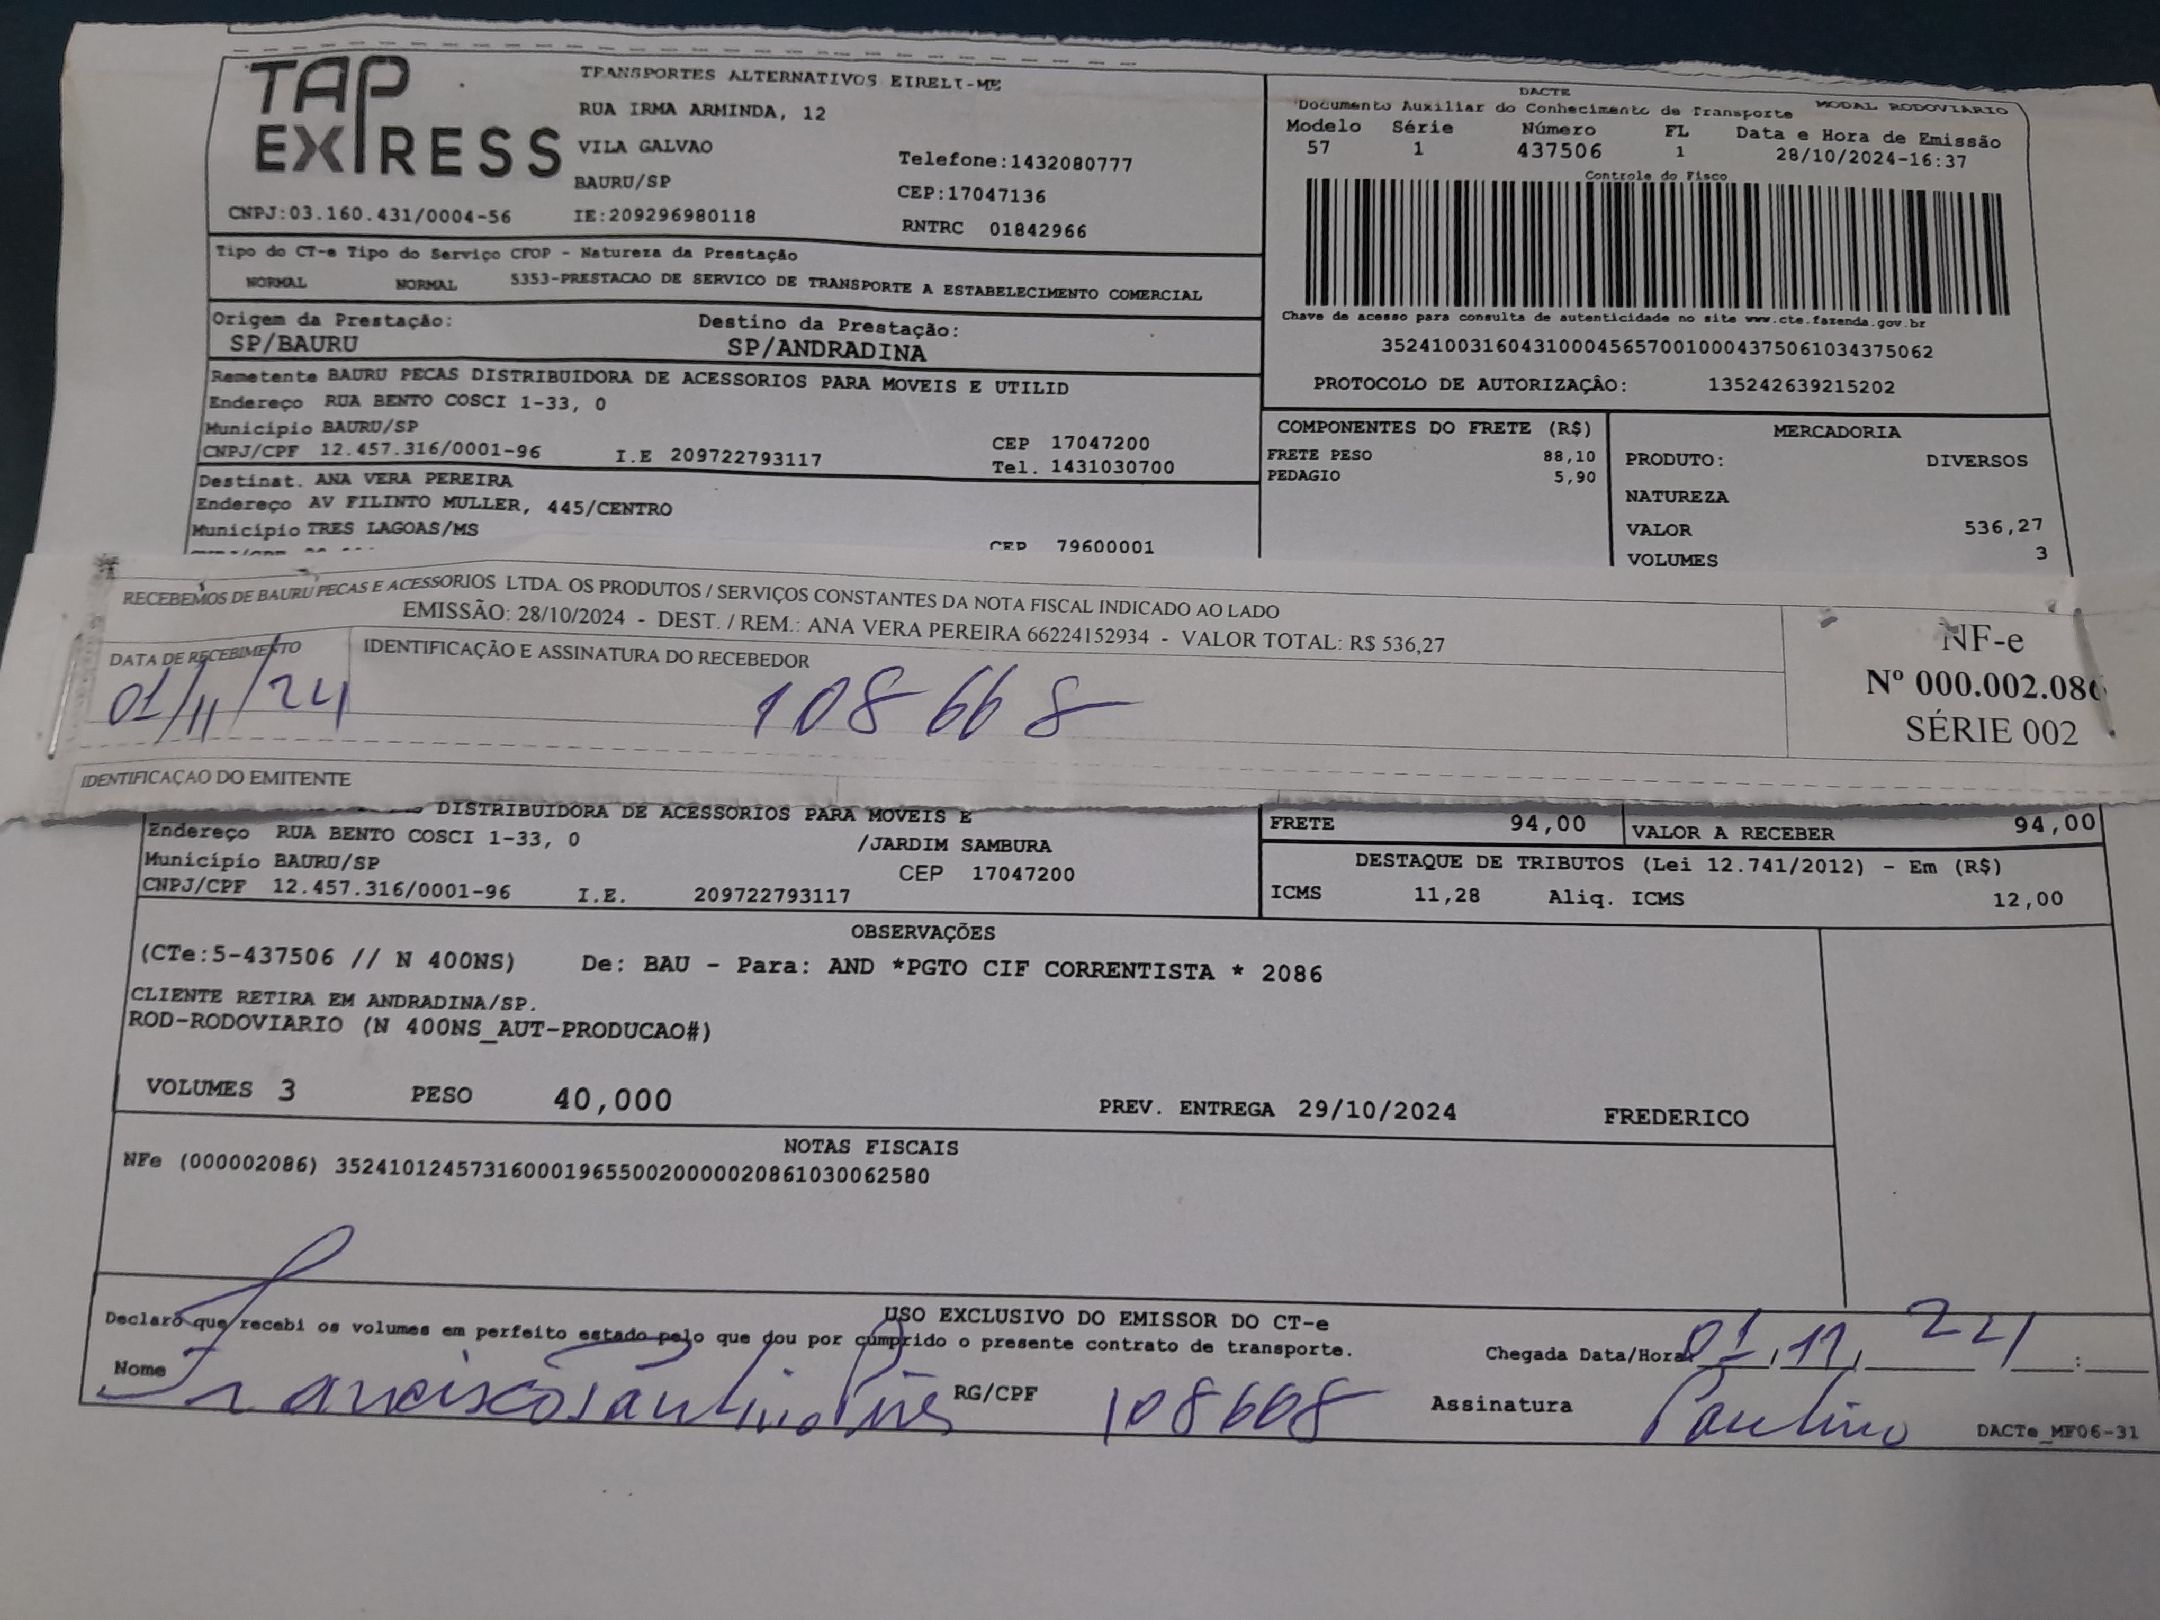 TAP EXPRESS
TRANSPORTES ALTERNATIVOS EIRELI-ME
RUA IRMA ARMINDA, 12
VILA GALVAO
Telefone:1432080777
BAURU/SP
CEP:17047136
CNPJ:03.160.431/0004-56 IE:209296980118
RNTRC 01842966
DACTE
Documento Auxiliar do Conhecimento de Transporte MODAL RODOVIARIO
Modelo Série Número FL Data e Hora de Emissão
57 1 437506 1 28/10/2024-16:37
Controle do Fisco
Chave de acesso para consulta de autenticidade no site www.cte.fazenda.gov.br
35241003160431000456570010004375061034375062
PROTOCOLO DE AUTORIZAÇÂO: 135242639215202
Tipo do CT-e Tipo do Serviço CFOP - Natureza da Prestação
NORMAL NORMAL 5353-PRESTACAO DE SERVICO DE TRANSPORTE A ESTABELECIMENTO COMERCIAL
Origem da Prestação: Destino da Prestação:
SP/BAURU SP/ANDRADINA
Remetente BAURU PECAS DISTRIBUIDORA DE ACESSORIOS PARA MOVEIS E UTILID
Endereço RUA BENTO COSCI 1-33, 0
Município BAURU/SP
CEP 17047200
CNPJ/CPF 12.457.316/0001-96 I.E 209722793117
Tel. 1431030700
Destinat. ANA VERA PEREIRA
Endereço AV FILINTO MULLER, 445/CENTRO
Município TRES LAGOAS/MS
CEP 79600001
COMPONENTES DO FRETE (R$)
FRETE PESO 88,10
PEDAGIO 5,90
MERCADORIA
PRODUTO: DIVERSOS
NATUREZA
VALOR 536,27
VOLUMES 3
RECEBEMOS DE BAURU PECAS E ACESSORIOS LTDA. OS PRODUTOS / SERVIÇOS CONSTANTES DA NOTA FISCAL INDICADO AO LADO
EMISSÃO: 28/10/2024 - DEST. / REM.: ANA VERA PEREIRA 66224152934 - VALOR TOTAL: R$ 536,27
DATA DE RECEBIMENTO IDENTIFICAÇÃO E ASSINATURA DO RECEBEDOR
01/11/24 108668
NF-e
Nº 000.002.086
SÉRIE 002
IDENTIFICAÇAO DO EMITENTE
DISTRIBUIDORA DE ACESSORIOS PARA MOVEIS E
Endereço RUA BENTO COSCI 1-33, 0 /JARDIM SAMBURA
Município BAURU/SP
CEP 17047200
CNPJ/CPF 12.457.316/0001-96 I.E. 209722793117
FRETE 94,00 VALOR A RECEBER 94,00
DESTAQUE DE TRIBUTOS (Lei 12.741/2012) - Em (R$)
ICMS 11,28 Aliq. ICMS 12,00
OBSERVAÇÕES
(CTe:5-437506 // N 400NS) De: BAU - Para: AND *PGTO CIF CORRENTISTA * 2086
CLIENTE RETIRA EM ANDRADINA/SP.
ROD-RODOVIARIO (N 400NS_AUT-PRODUCAO#)
VOLUMES 3 PESO 40,000 PREV. ENTREGA 29/10/2024 FREDERICO
NOTAS FISCAIS
NFe (000002086) 35241012457316000196550020000020861030062580
USO EXCLUSIVO DO EMISSOR DO CT-e
Declaro que recebi os volumes em perfeito estado pelo que dou por cumprido o presente contrato de transporte.
Chegada Data/Hora: 01,11,24 :
Nome Francisco Paulino Pires RG/CPF 108668 Assinatura Paulino
DACTe_MF06-31